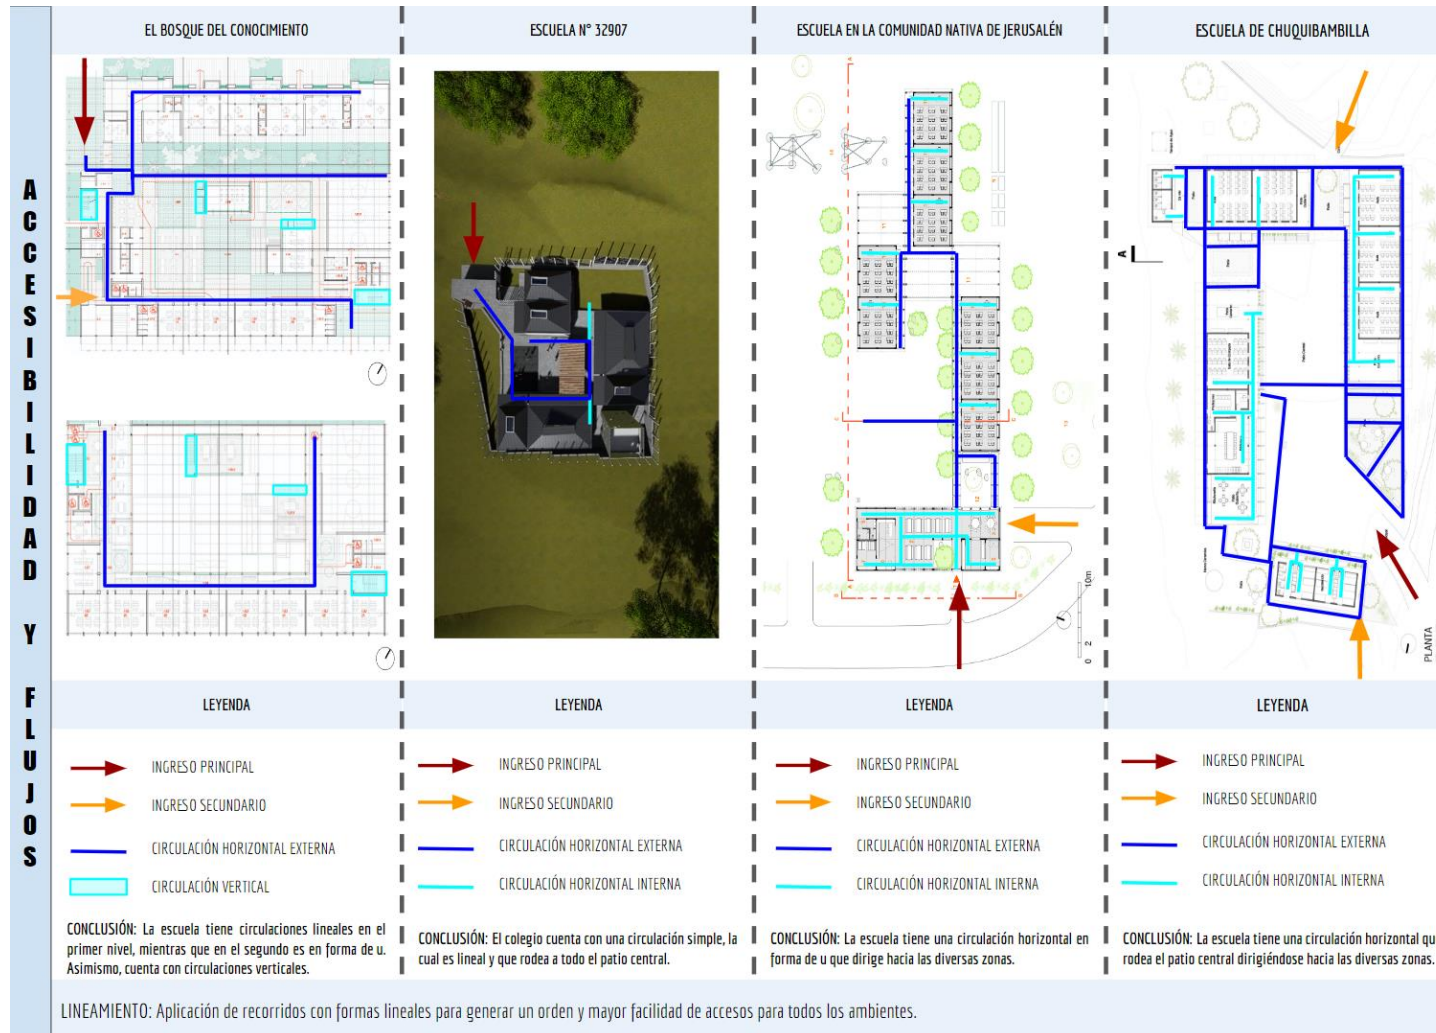 ACCESIBILIDAD Y FLUJOS
EL BOSQUE DEL CONOCIMIENTO
ESCUELA N° 32907
ESCUELA EN LA COMUNIDAD NATIVA DE JERUSALÉN
ESCUELA DE CHUQUIBAMBILLA
A
10m
2
0
PLANTA
LEYENDA
INGRESO PRINCIPAL
INGRESO SECUNDARIO
CIRCULACIÓN HORIZONTAL EXTERNA
CIRCULACIÓN VERTICAL
CONCLUSIÓN: La escuela tiene circulaciones lineales en el
primer nivel, mientras que en el segundo es en forma de u.
Asimismo, cuenta con circulaciones verticales.
LEYENDA
INGRESO PRINCIPAL
INGRESO SECUNDARIO
CIRCULACIÓN HORIZONTAL EXTERNA
CIRCULACIÓN HORIZONTAL INTERNA
CONCLUSIÓN: El colegio cuenta con una circulación simple, la
cual es lineal y que rodea a todo el patio central.
LEYENDA
INGRESO PRINCIPAL
INGRESO SECUNDARIO
CIRCULACIÓN HORIZONTAL EXTERNA
CIRCULACIÓN HORIZONTAL INTERNA
CONCLUSIÓN: La escuela tiene una circulación horizontal en
forma de u que dirige hacia las diversas zonas.
LEYENDA
INGRESO PRINCIPAL
INGRESO SECUNDARIO
CIRCULACIÓN HORIZONTAL EXTERNA
CIRCULACIÓN HORIZONTAL INTERNA
CONCLUSIÓN: La escuela tiene una circulación horizontal qu
rodea el patio central dirigiéndose hacia las diversas zonas.
LINEAMIENTO: Aplicación de recorridos con formas lineales para generar un orden y mayor facilidad de accesos para todos los ambientes.